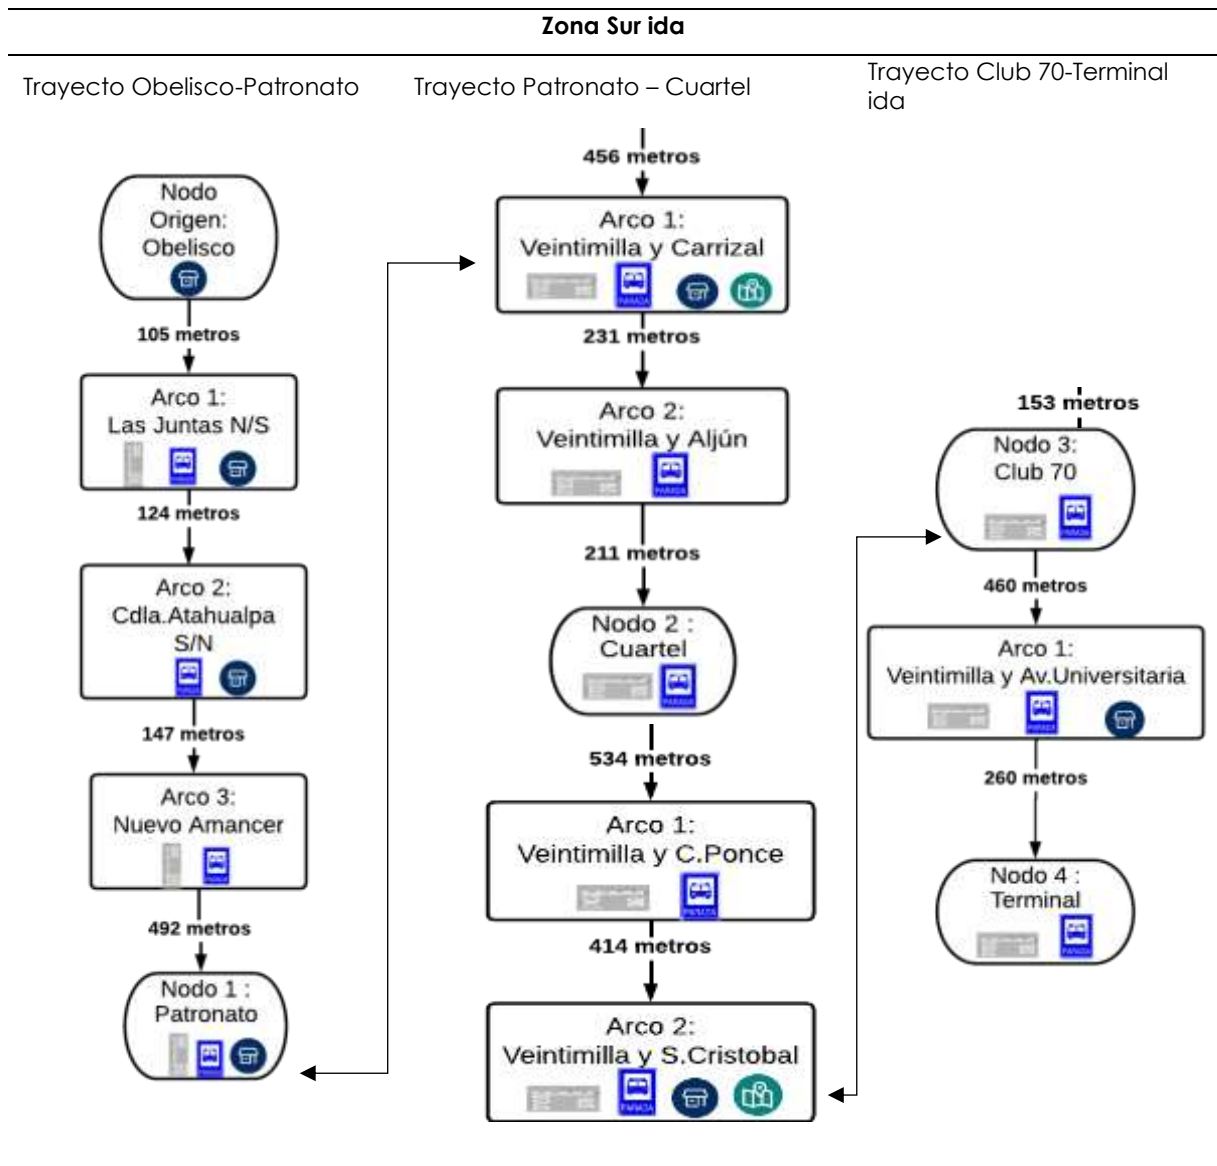 Zona Sur ida
Trayecto Obelisco-Patronato
Trayecto Patronato – Cuartel
Trayecto Club 70-Terminal
ida
Nodo
Origen:
Obelisco
105 metros
Arco 1:
Las Juntas N/S
124 metros
Arco 2:
Cdla.Atahualpa
S/N
147 metros
Arco 3:
Nuevo Amancer
492 metros
Nodo 1 :
Patronato
456 metros
Arco 1:
Veintimilla y Carrizal
PARADA
231 metros
Arco 2:
Veintimilla y Aljún
PARADA
211 metros
Nodo 2 :
Cuartel
534 metros
Arco 1:
Veintimilla y C.Ponce
PARADA
414 metros
Arco 2:
Veintimilla y S.Cristobal
PARADA
153 metros
Nodo 3:
Club 70
460 metros
Arco 1:
Veintimilla y Av.Universitaria
260 metros
Nodo 4 :
Terminal